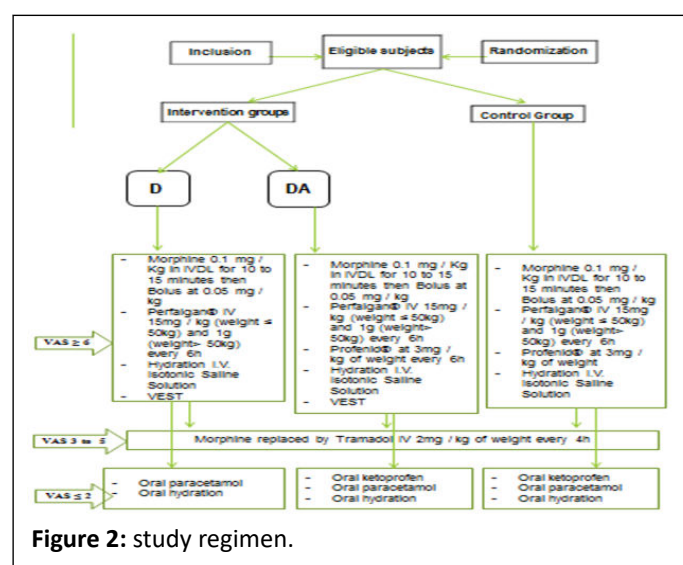 Inclusion
Eligible subjects
Randomization
Intervention groups
Control Group
D
DA
VAS ≥ 6
- Morphine 0.1 mg /
Kg in IVDL for 10 to
15 minutes then
Bolus at 0.05 mg /
kg
- Perfalgan® IV
15mg / kg (weight ≤
50kg) and 1g
(weight>
50kg)
every 6h
- Hydration I.V.
Isotonic Saline
Solution
- VEST
- Morphine 0.1 mg /
Kg in IVDL for 10 to 15
minutes then Bolus at
0.05 mg / kg
- Perfalgan® IV 15mg /
kg (weight ≤ 50kg)
and 1g (weight>
50kg) every 6h
- Profenid® at 3mg /
kg of weight every 6h
- Hydration I.V.
Isotonic Saline
Solution
- VEST
- Morphine 0.1 mg /
Kg in IVDL for 10 to
15 minutes then
Bolus at 0.05 mg / kg
- Perfalgan® IV 15mg
/ kg (weight ≤ 50kg)
and 1g (weight>
50kg) every 6h
- Profenid® at 3mg /
kg of weight
- Hydration I.V.
Isotonic Saline
Solution
VAS 3 to 5
Morphine replaced by Tramadol IV 2mg / kg of weight every 4h
VAS ≤ 2
- Oral paracetamol
- Oral hydration
- Oral ketoprofen
- Oral paracetamol
- Oral hydration
- Oral ketoprofen
- Oral paracetamol
- Oral hydration
Figure 2: study regimen.